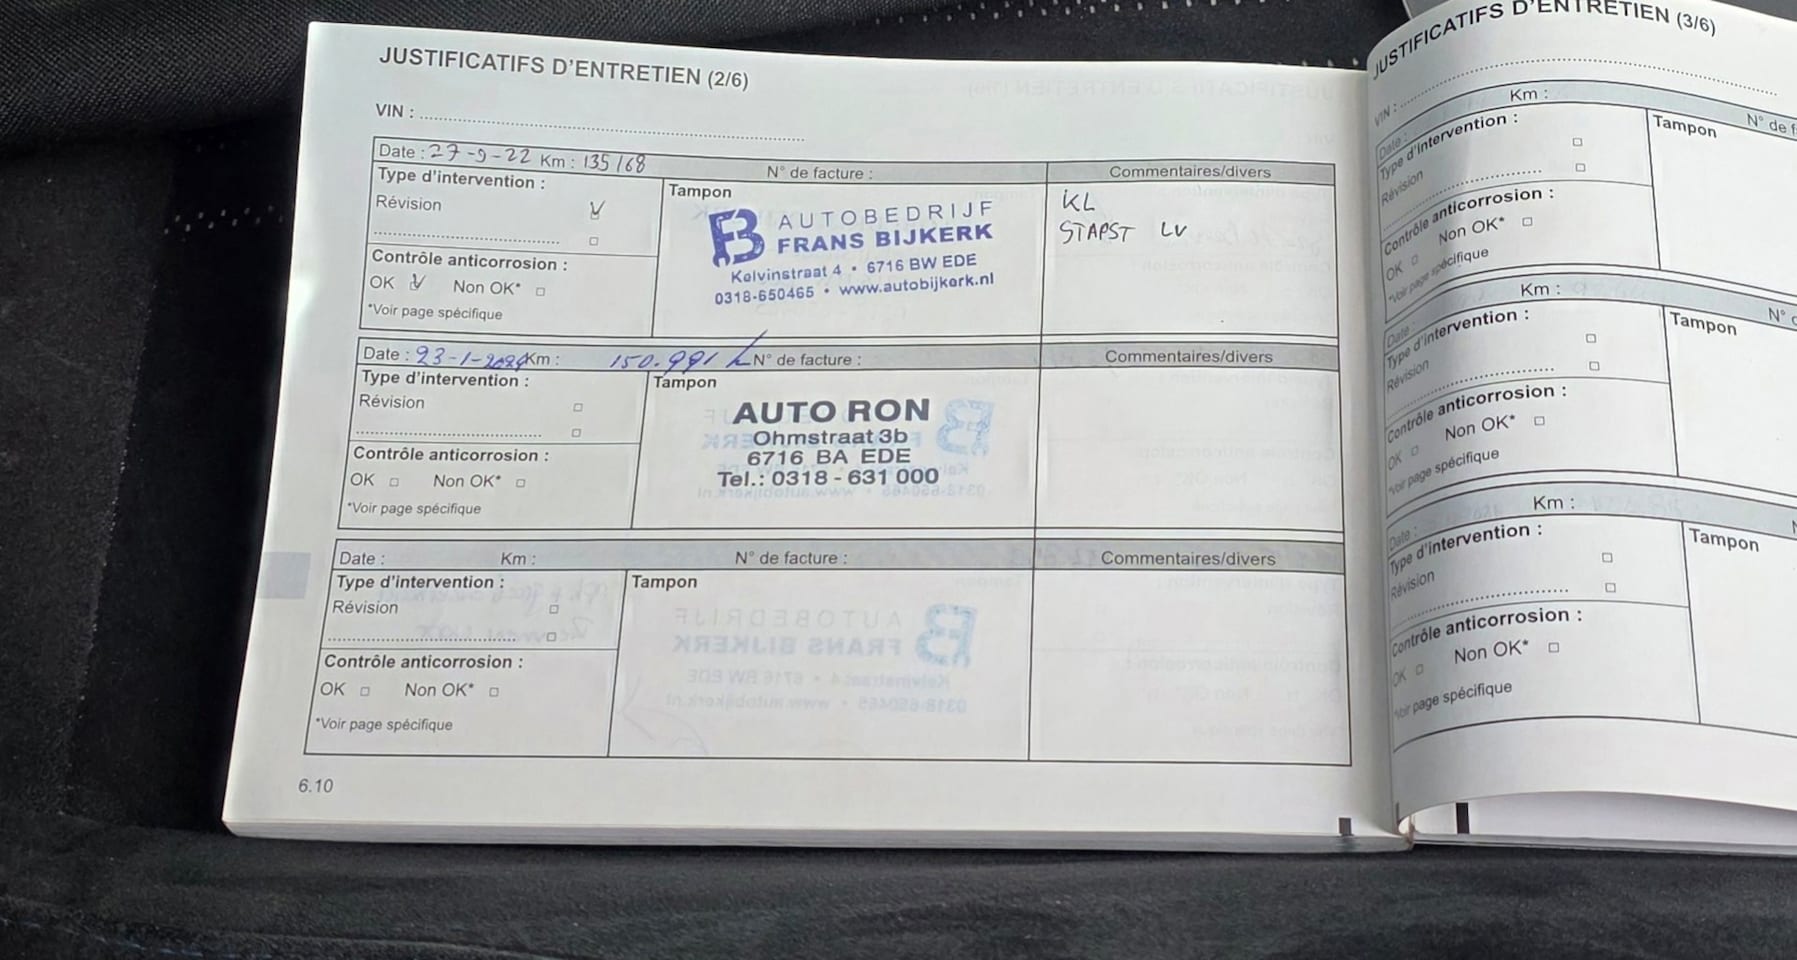 JUSTIFICATIFS D'ENTRETIEN (2/6)
VIN :
Date : 27-9-22 Km : 135168 N° de facture : Commentaires/divers
Type d'intervention :
Révision
Tampon
AUTOBEDRIJF
FRANS BIJKERK
Kelvinstraat 4 • 6716 BW EDE
0318-650465 • www.autobijkerk.nl
KL
STAPST LV
Contrôle anticorrosion :
OK Non OK*
*Voir page spécifique
Date : 23-1-2024 Km : 150.991 N° de facture : Commentaires/divers
Type d'intervention :
Révision
Tampon
AUTO RON
Ohmstraat 3b
6716 BA EDE
Tel.: 0318 - 631 000
Contrôle anticorrosion :
OK Non OK*
*Voir page spécifique
Date : Km : N° de facture : Commentaires/divers
Type d'intervention :
Révision
Tampon
Contrôle anticorrosion :
OK Non OK*
*Voir page spécifique
6.10
JUSTIFICATIFS D'ENTRETIEN (3/6)
VIN :
Date : Km : N° de f
Type d'intervention :
Révision
Tampon
Contrôle anticorrosion :
OK Non OK*
*Voir page spécifique
Date : Km : N°
Type d'intervention :
Révision
Tampon
Contrôle anticorrosion :
OK Non OK*
*Voir page spécifique
Date : Km :
Type d'intervention :
Révision
Tampon
Contrôle anticorrosion :
OK Non OK*
*Voir page spécifique